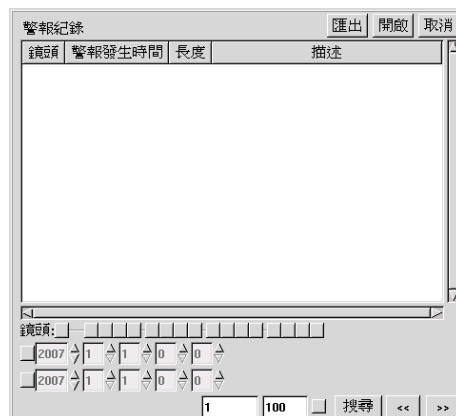 警報紀錄 匯出 開啟 取消
鏡頭 警報發生時間 長度 描述
鏡頭:
2007 1 1 0 0
2007 1 1 0 0
1 100 搜尋 << >>